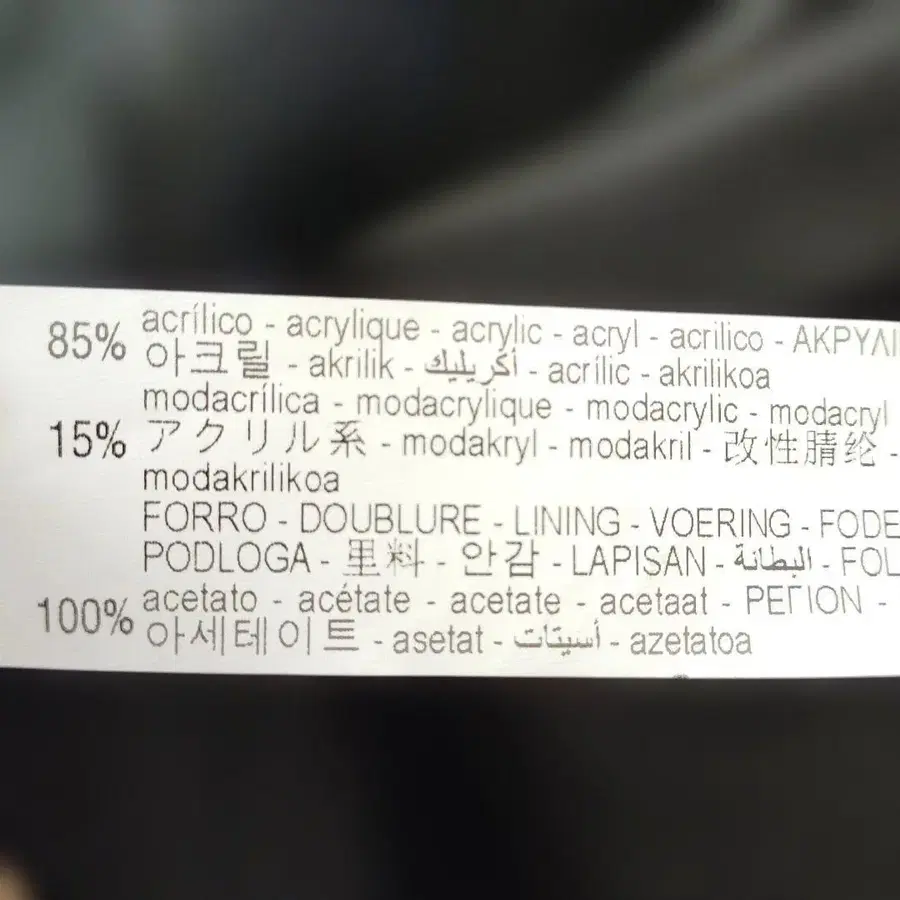 85% acrílico - acrylique - acrylic - acryl - acrilico - ΑΚΡΥΛΙ
아크릴 - akrilik - أكريليك - acrílic - akrilikoa
modacrílica - modacrylique - modacrylic - modacryl
15% アクリル系 - modakryl - modakril - 改性腈纶 -
modakrilikoa
FORRO - DOUBLURE - LINING - VOERING - FODE
PODLOGA - 里料 - 안감 - LAPISAN - البطانة - FOL
100% acetato - acétate - acetate - acetaat - ΡΕΓΙΟΝ -
아세테이트 - asetat - أسيتات - azetatoa